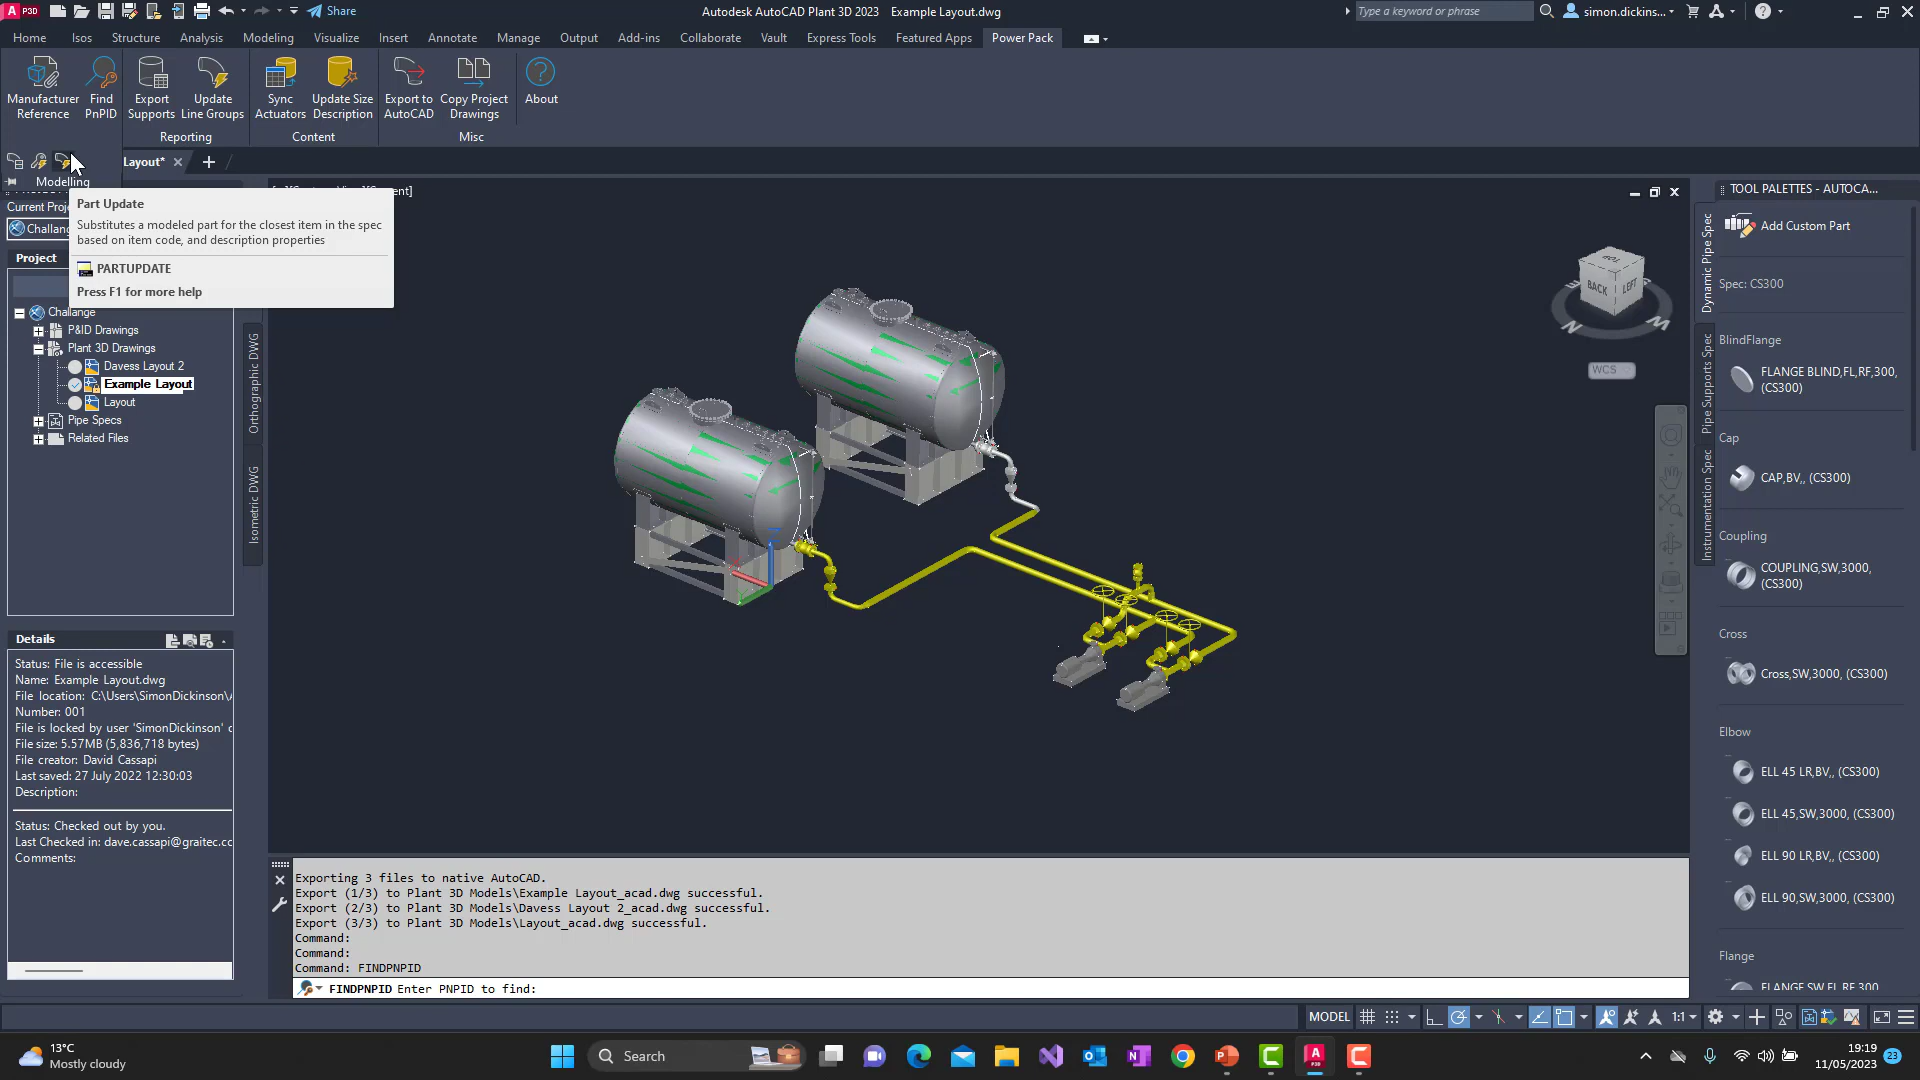 A P3D
Share
Autodesk AutoCAD Plant 3D 2023 Example Layout.dwg
Type a keyword or phrase
simon.dickins...
Home Isos Structure Analysis Modeling Visualize Insert Annotate Manage Output Add-ins Collaborate Vault Express Tools Featured Apps Power Pack
Manufacturer Reference
Find PnPID
Export Supports
Update Line Groups
Sync Actuators
Update Size Description
Export to AutoCAD
Copy Project Drawings
About
Reporting
Content
Misc
Layout*
Modelling
Part Update
Substitutes a modeled part for the closest item in the spec
based on item code, and description properties
PARTUPDATE
Press F1 for more help
Current Proje
Challang
Project
Challange
P&ID Drawings
Plant 3D Drawings
Davess Layout 2
Example Layout
Layout
Pipe Specs
Related Files
Orthographic DWG
Isometric DWG
Details
Status: File is accessible
Name: Example Layout.dwg
File location: C:\Users\SimonDickinson\
Number: 001
File is locked by user 'SimonDickinson'
File size: 5.57MB (5,836,718 bytes)
File creator: David Cassapi
Last saved: 27 July 2022 12:30:03
Description:
Status: Checked out by you.
Last Checked in: dave.cassapi@graitec.cc
Comments:
TOP
BACK
LEFT
N
WCS
Exporting 3 files to native AutoCAD.
Export (1/3) to Plant 3D Models\Example Layout_acad.dwg successful.
Export (2/3) to Plant 3D Models\Davess Layout 2_acad.dwg successful.
Export (3/3) to Plant 3D Models\Layout_acad.dwg successful.
Command:
Command:
Command: FINDPNPID
FINDPNPID Enter PNPID to find:
TOOL PALETTES - AUTOCA...
Dynamic Pipe Spec
Pipe Supports Spec
Instrumentation Spec
Add Custom Part
Spec: CS300
BlindFlange
FLANGE BLIND,FL,RF,300,
(CS300)
Cap
CAP,BV,, (CS300)
Coupling
COUPLING,SW,3000,
(CS300)
Cross
Cross,SW,3000, (CS300)
Elbow
ELL 45 LR,BV,, (CS300)
ELL 45,SW,3000, (CS300)
ELL 90 LR,BV,, (CS300)
ELL 90,SW,3000, (CS300)
Flange
FLANGE SW,FL,RF,300
MODEL
1:1
13°C
Mostly cloudy
Search
19:19
11/05/2023
23